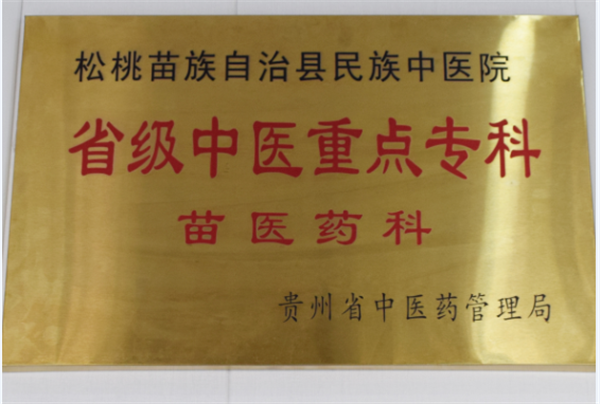 松桃苗族自治县民族中医院
省级中医重点专科
苗医药科
贵州省中医药管理局